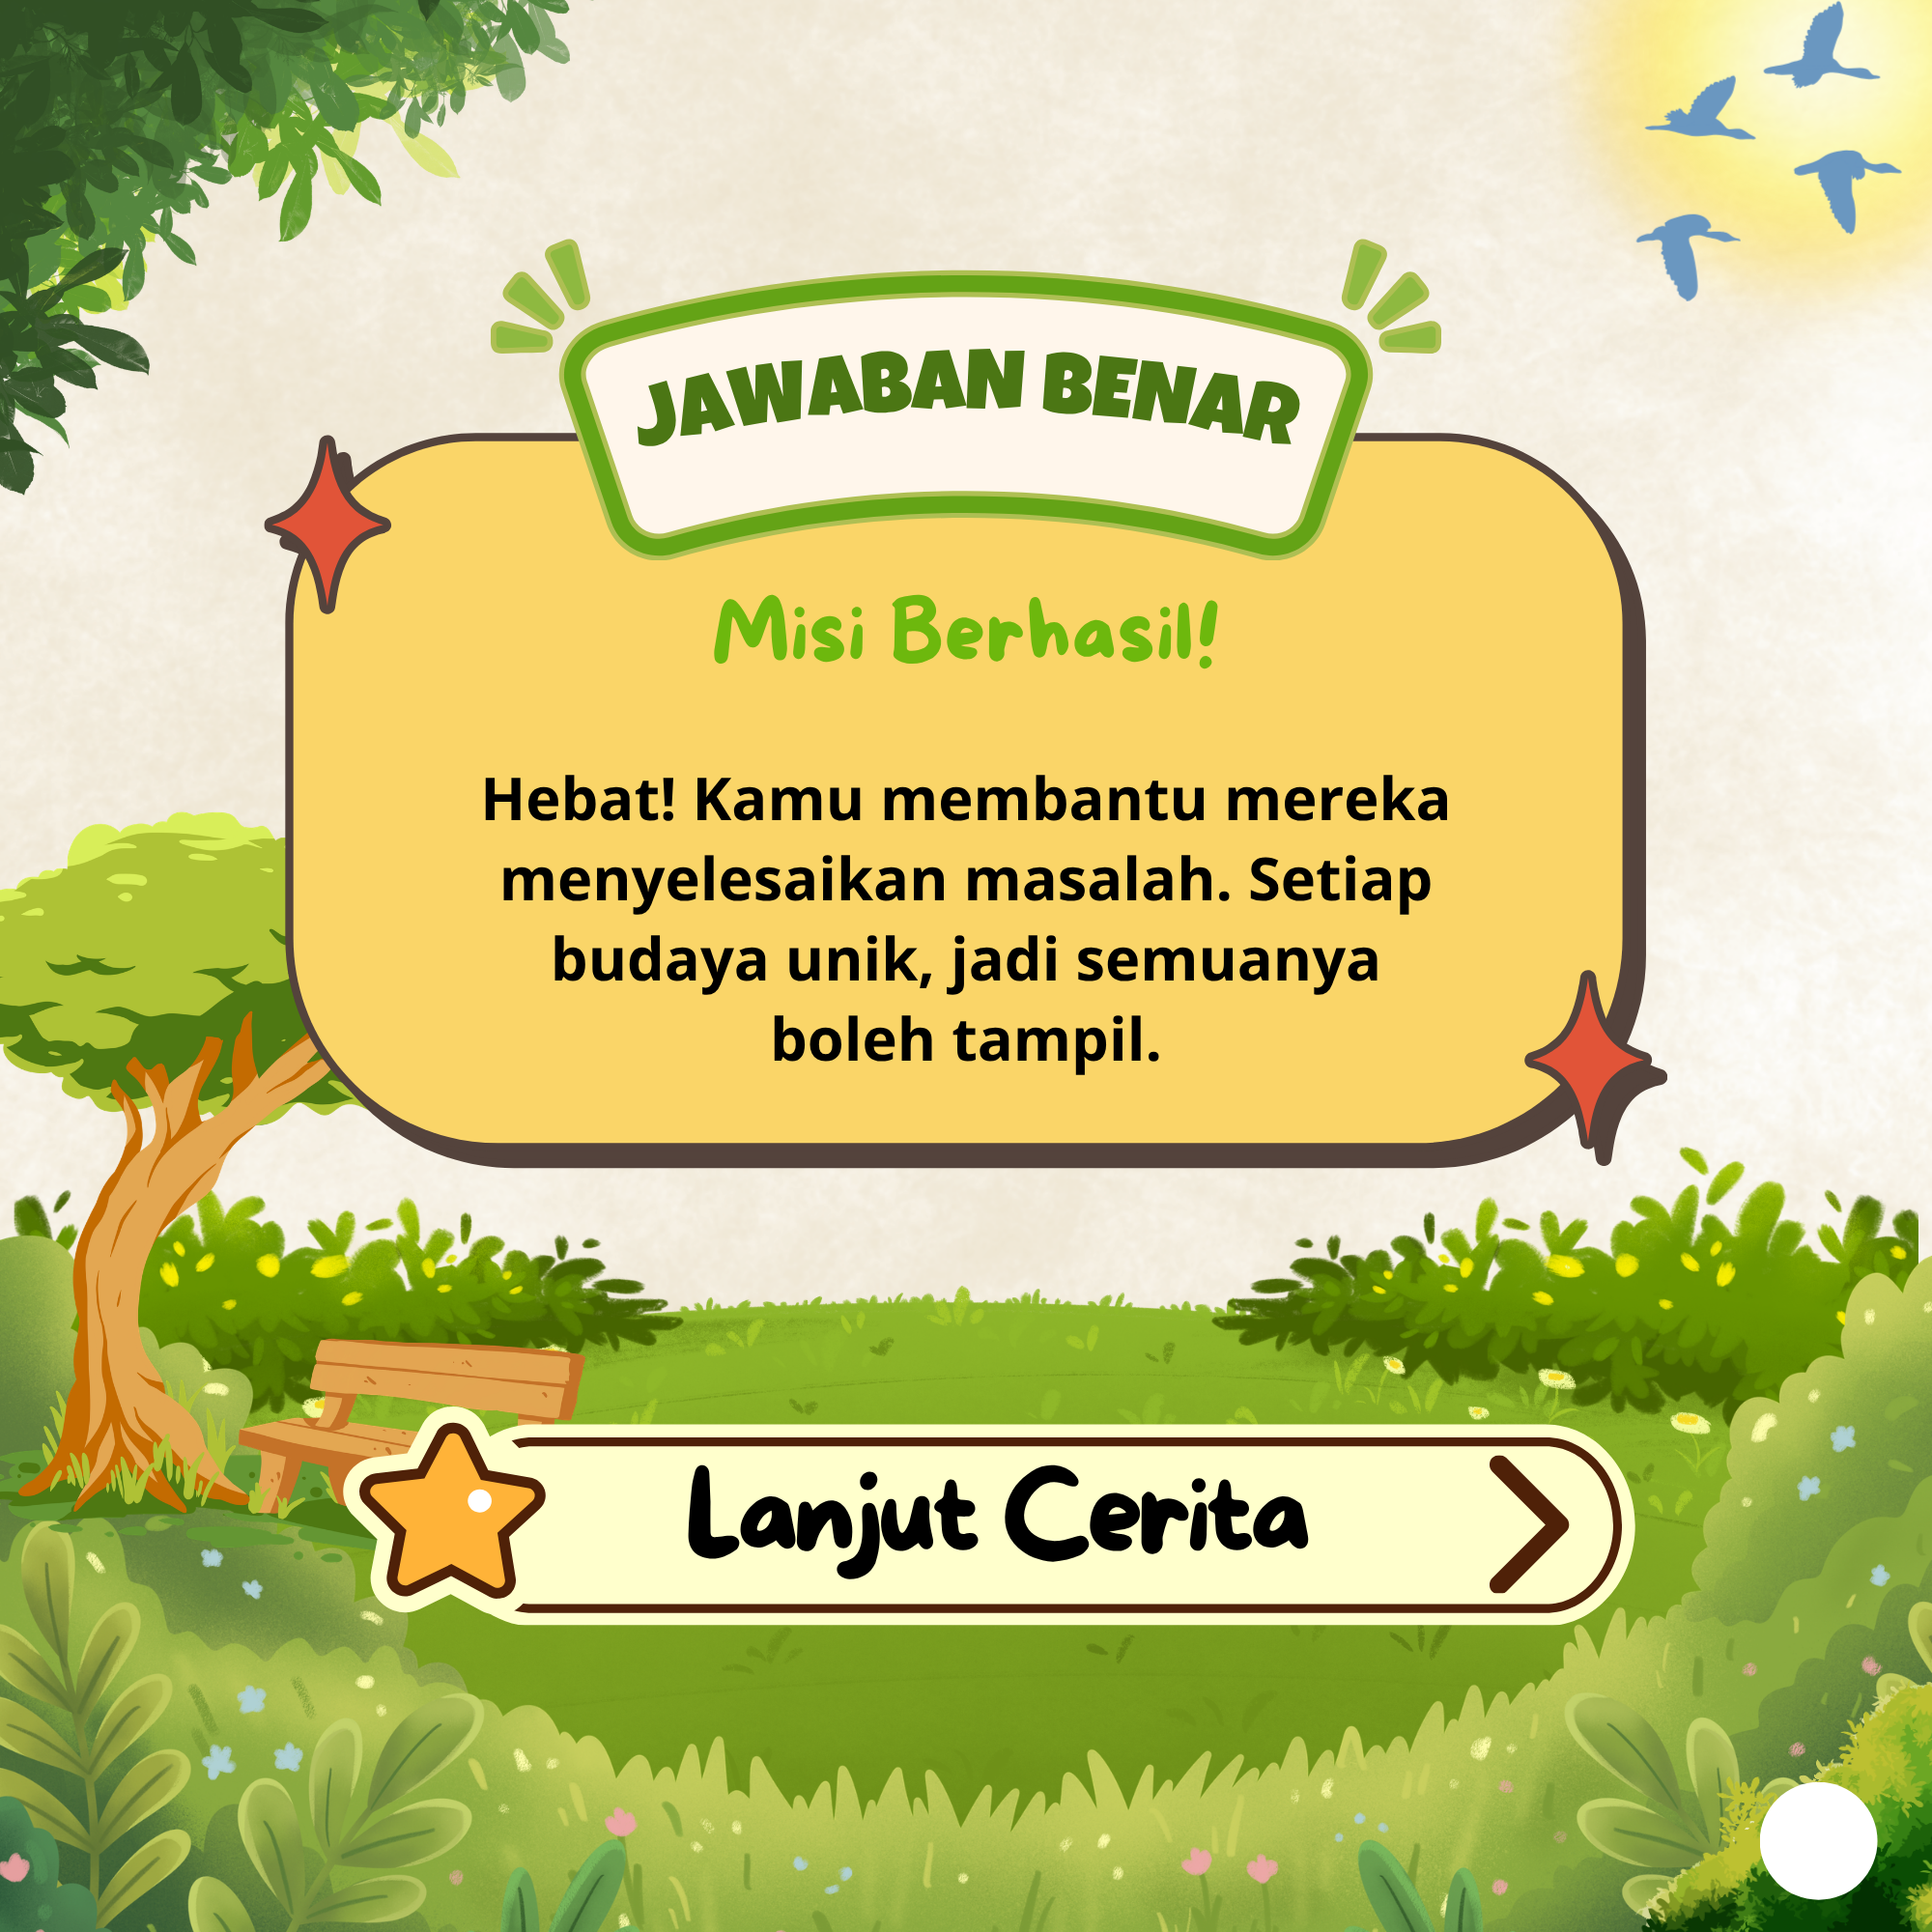 JAWABAN BENAR
Misi Berhasil!
Hebat! Kamu membantu mereka
menyelesaikan masalah. Setiap
budaya unik, jadi semuanya
boleh tampil.
Lanjut Cerita